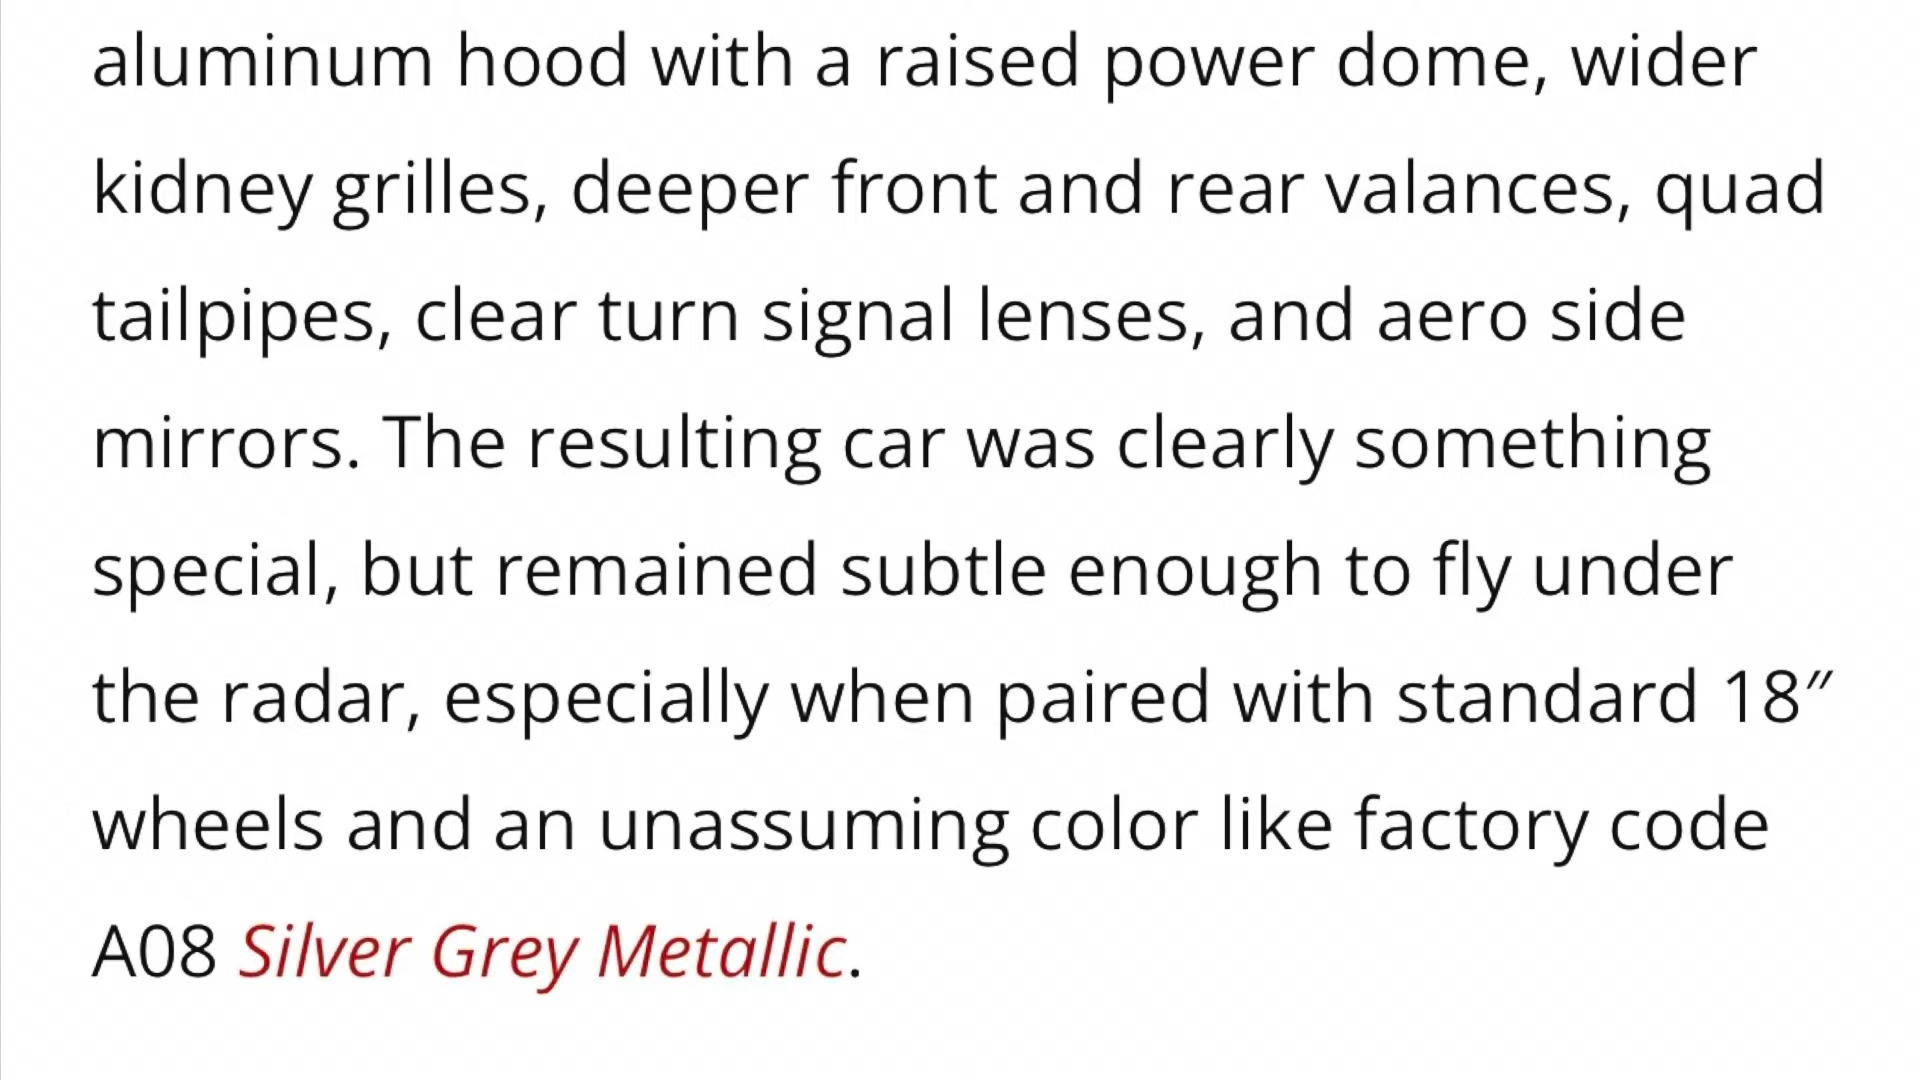 aluminum hood with a raised power dome, wider
kidney grilles, deeper front and rear valances, quad
tailpipes, clear turn signal lenses, and aero side
mirrors. The resulting car was clearly something
special, but remained subtle enough to fly under
the radar, especially when paired with standard 18″
wheels and an unassuming color like factory code
A08 Silver Grey Metallic.